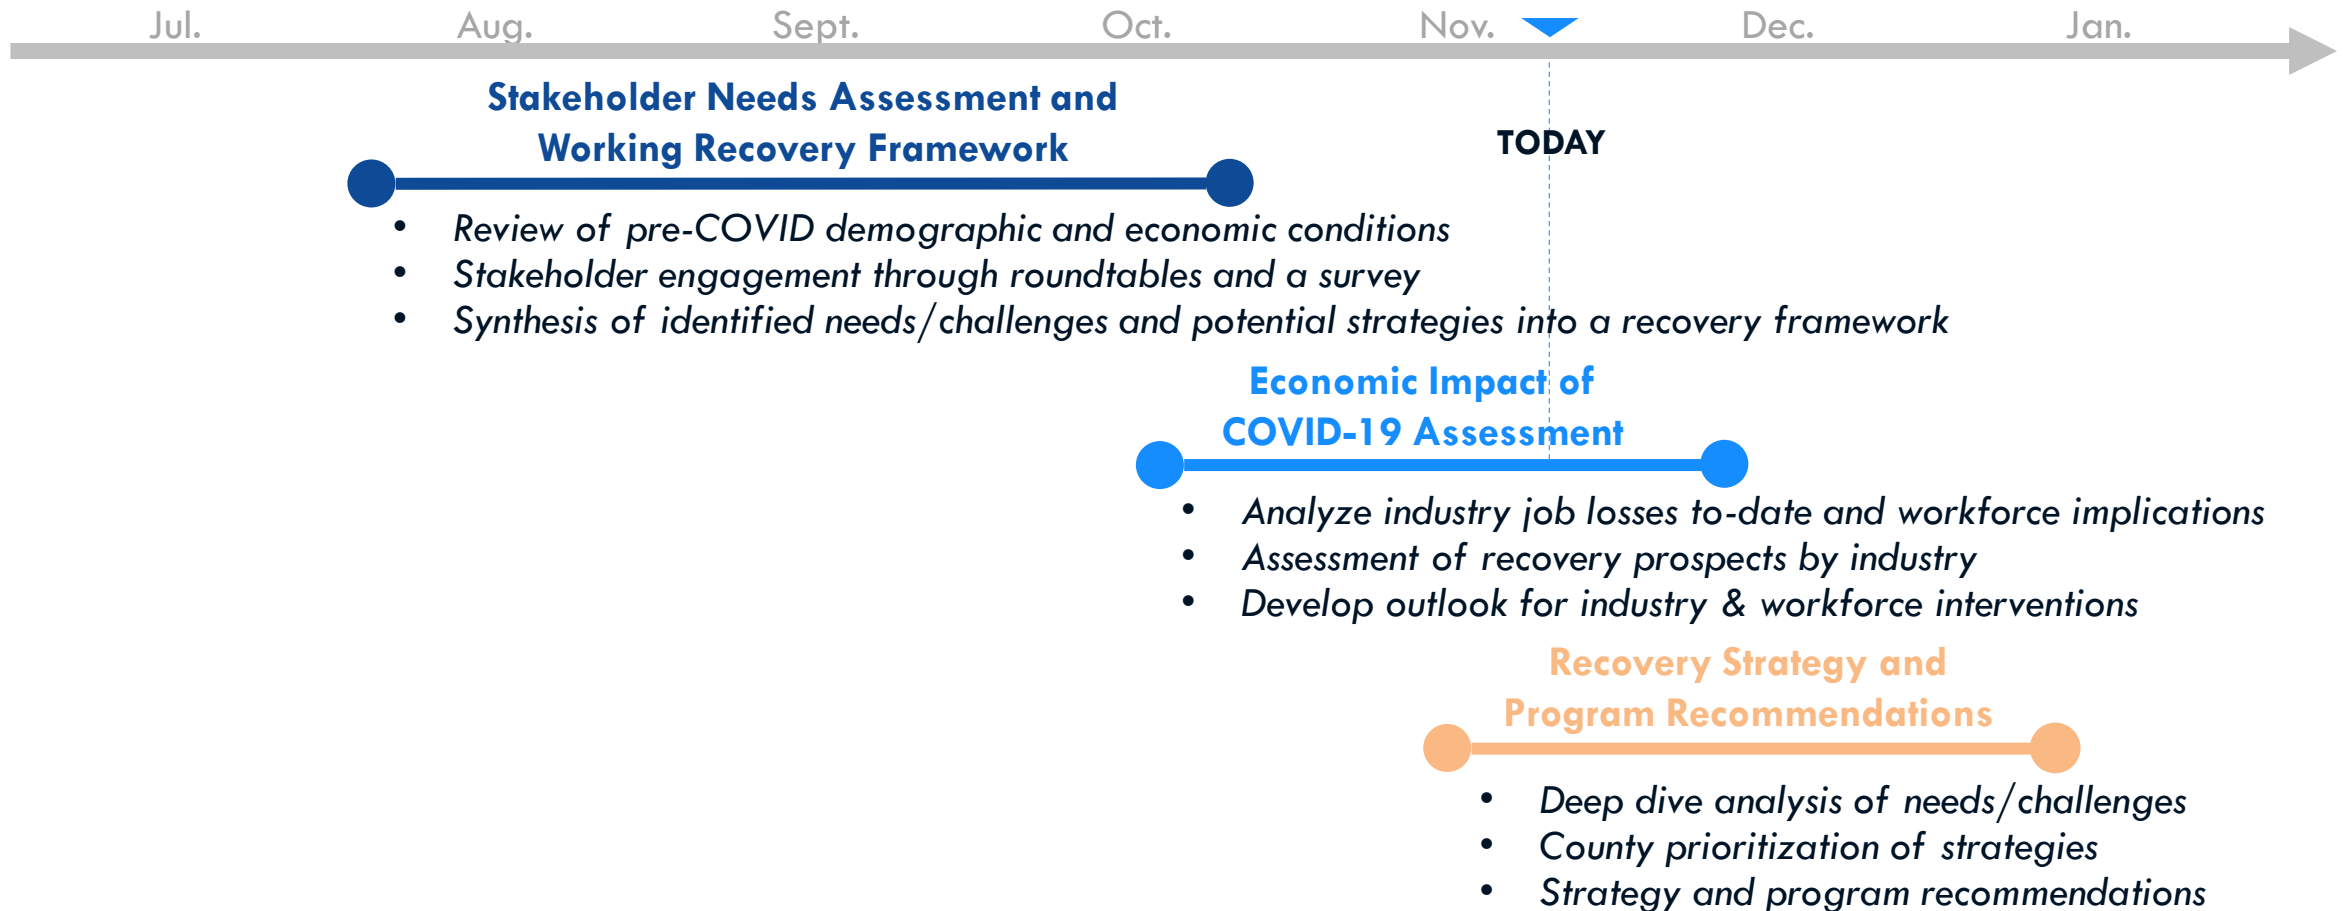 Jul. Aug. Sept. Oct. Nov. Dec. Jan.
Stakeholder Needs Assessment and
Working Recovery Framework
TODAY
• Review of pre-COVID demographic and economic conditions
• Stakeholder engagement through roundtables and a survey
• Synthesis of identified needs/challenges and potential strategies into a recovery framework
Economic Impact of
COVID-19 Assessment
• Analyze industry job losses to-date and workforce implications
• Assessment of recovery prospects by industry
• Develop outlook for industry & workforce interventions
Recovery Strategy and
Program Recommendations
• Deep dive analysis of needs/challenges
• County prioritization of strategies
• Strategy and program recommendations